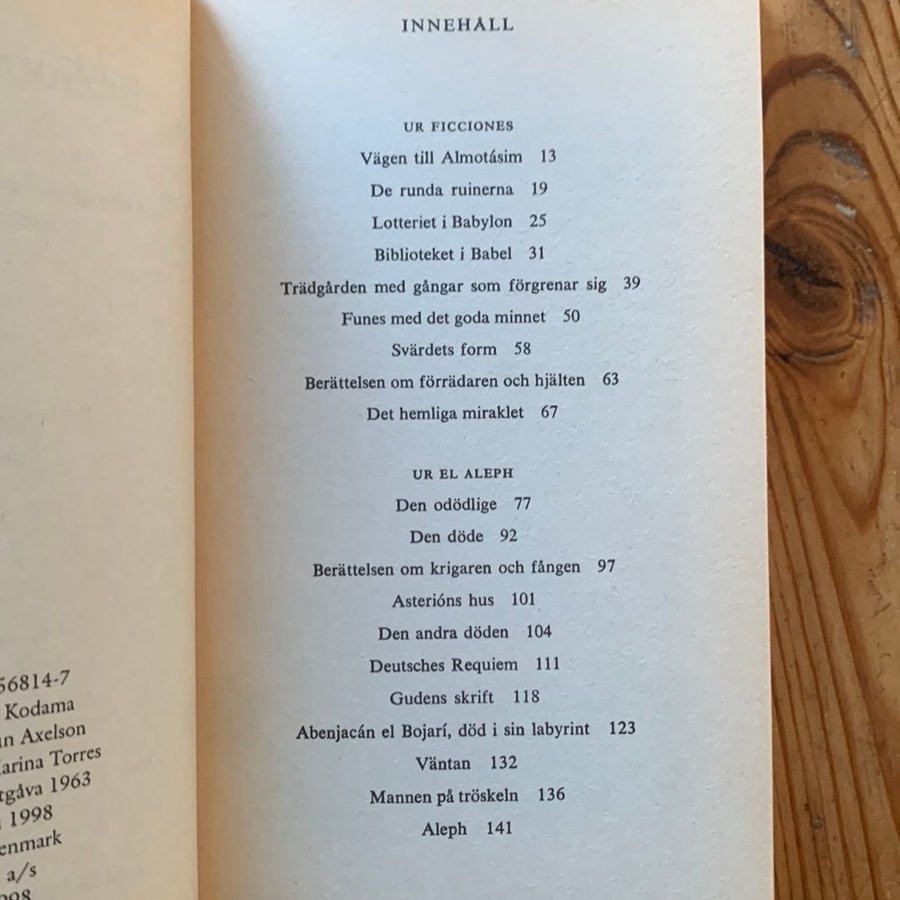 56814-7
Kodama
Axelson
Torres
1963
1998
a/s
INNEHÅLL
UR FICCIONES
Vägen till Almotásim 13
De runda ruinerna 19
Lotteriet i Babylon 25
Biblioteket i Babel 31
Trädgården med gångar som förgrenar sig 39
Funes med det goda minnet 50
Svärdets form 58
Berättelsen om förrädaren och hjälten 63
Det hemliga miraklet 67
UR EL ALEPH
Den odödlige 77
Den döde 92
Berättelsen om krigaren och fången 97
Asterións hus 101
Den andra döden 104
Deutsches Requiem 111
Gudens skrift 118
Abenjacán el Bojarí, död i sin labyrint 123
Väntan 132
Mannen på tröskeln 136
Aleph 141